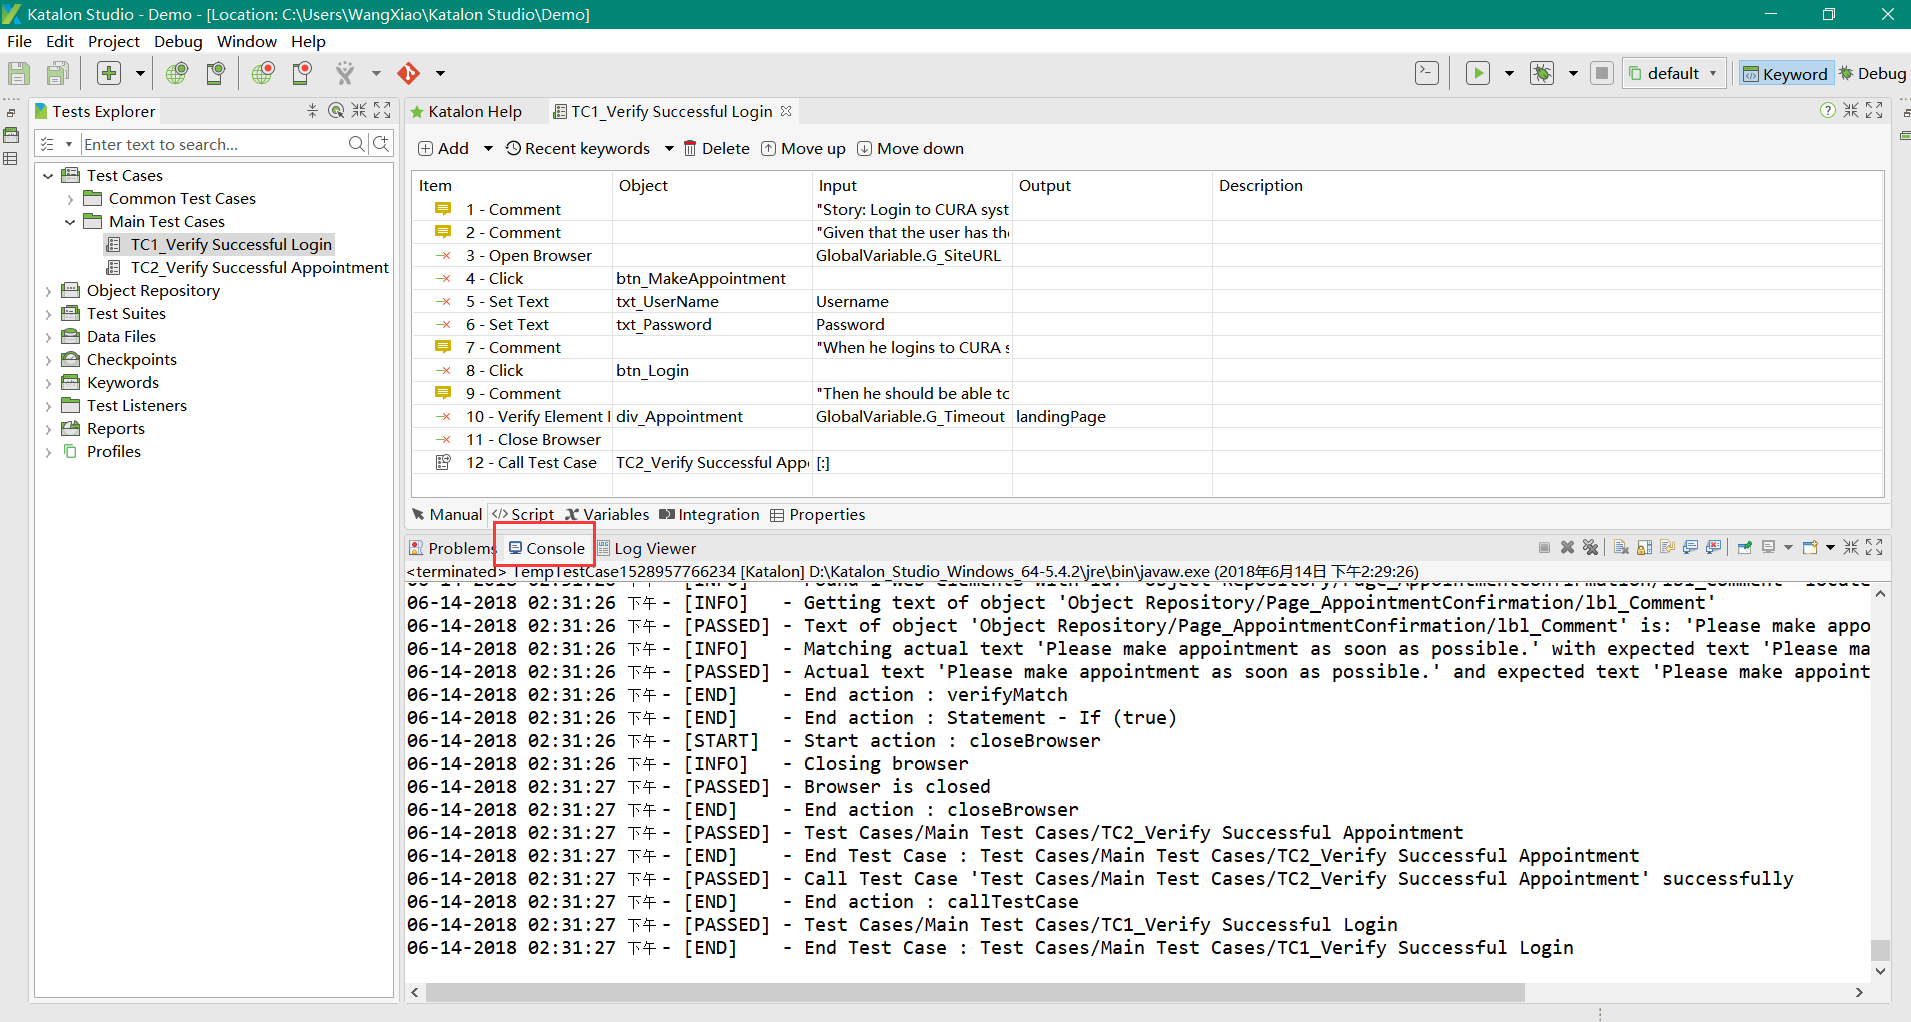 Katalon Studio - Demo - [Location: C:\Users\WangXiao\Katalon Studio\Demo]
File Edit Project Debug Window Help
default Keyword Debug
Tests Explorer
Enter text to search...
Test Cases
Common Test Cases
Main Test Cases
TC1_Verify Successful Login
TC2_Verify Successful Appointment
Object Repository
Test Suites
Data Files
Checkpoints
Keywords
Test Listeners
Reports
Profiles
Katalon Help TC1_Verify Successful Login
Add Recent keywords Delete Move up Move down
Item Object Input Output Description
1 - Comment "Story: Login to CURA syst
2 - Comment "Given that the user has the
3 - Open Browser GlobalVariable.G_SiteURL
4 - Click btn_MakeAppointment
5 - Set Text txt_UserName Username
6 - Set Text txt_Password Password
7 - Comment "When he logins to CURA s
8 - Click btn_Login
9 - Comment "Then he should be able to
10 - Verify Element div_Appointment GlobalVariable.G_Timeout landingPage
11 - Close Browser
12 - Call Test Case TC2_Verify Successful App [:]
Manual Script Variables Integration Properties
Problems Console Log Viewer
<terminated> TempTestCase1528957766234 [Katalon] D:\Katalon_Studio_Windows_64-5.4.2\jre\bin\javaw.exe (2018年6月14日 下午2:29:26)
06-14-2018 02:31:26 下午 - [INFO] - Getting text of object 'Object Repository/Page_AppointmentConfirmation/lbl_Comment'
06-14-2018 02:31:26 下午 - [PASSED] - Text of object 'Object Repository/Page_AppointmentConfirmation/lbl_Comment' is: 'Please make appo
06-14-2018 02:31:26 下午 - [INFO] - Matching actual text 'Please make appointment as soon as possible.' with expected text 'Please ma
06-14-2018 02:31:26 下午 - [PASSED] - Actual text 'Please make appointment as soon as possible.' and expected text 'Please make appoint
06-14-2018 02:31:26 下午 - [END] - End action : verifyMatch
06-14-2018 02:31:26 下午 - [END] - End action : Statement - If (true)
06-14-2018 02:31:26 下午 - [START] - Start action : closeBrowser
06-14-2018 02:31:26 下午 - [INFO] - Closing browser
06-14-2018 02:31:27 下午 - [PASSED] - Browser is closed
06-14-2018 02:31:27 下午 - [END] - End action : closeBrowser
06-14-2018 02:31:27 下午 - [PASSED] - Test Cases/Main Test Cases/TC2_Verify Successful Appointment
06-14-2018 02:31:27 下午 - [END] - End Test Case : Test Cases/Main Test Cases/TC2_Verify Successful Appointment
06-14-2018 02:31:27 下午 - [PASSED] - Call Test Case 'Test Cases/Main Test Cases/TC2_Verify Successful Appointment' successfully
06-14-2018 02:31:27 下午 - [END] - End action : callTestCase
06-14-2018 02:31:27 下午 - [PASSED] - Test Cases/Main Test Cases/TC1_Verify Successful Login
06-14-2018 02:31:27 下午 - [END] - End Test Case : Test Cases/Main Test Cases/TC1_Verify Successful Login